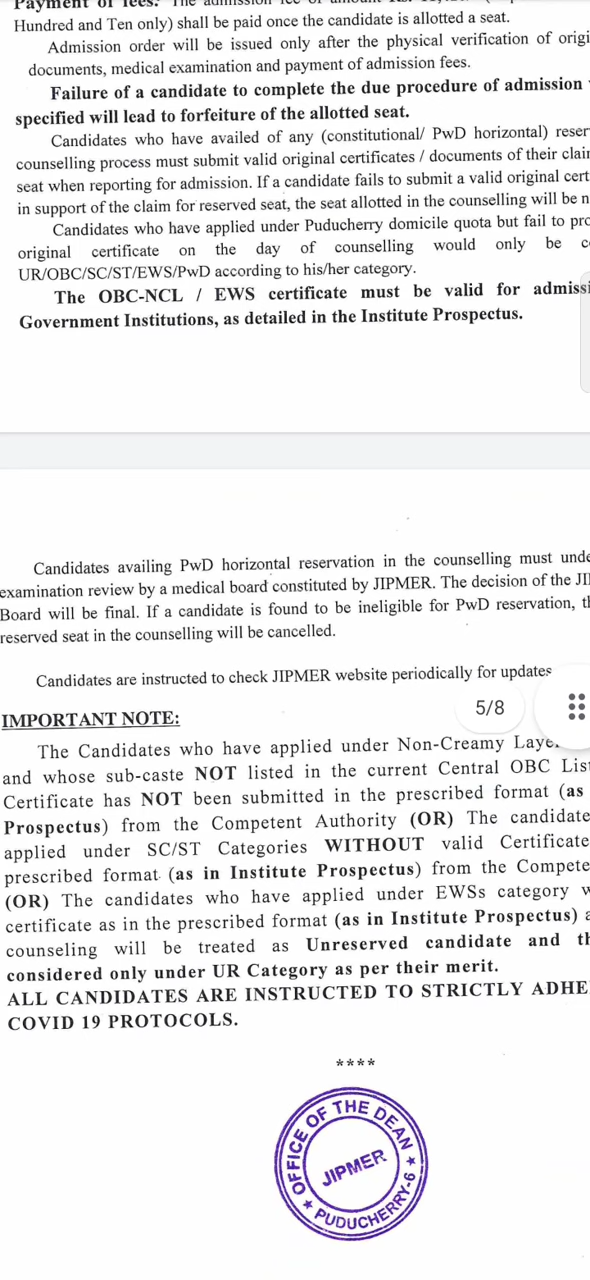 Payment of fees: The admission fee of amount Rs.
Hundred and Ten only) shall be paid once the candidate is allotted a seat.
Admission order will be issued only after the physical verification of origi
documents, medical examination and payment of admission fees.
Failure of a candidate to complete the due procedure of admission
specified will lead to forfeiture of the allotted seat.
Candidates who have availed of any (constitutional/ PwD horizontal) reser
counselling process must submit valid original certificates / documents of their clai
seat when reporting for admission. If a candidate fails to submit a valid original cert
in support of the claim for reserved seat, the seat allotted in the counselling will be n
Candidates who have applied under Puducherry domicile quota but fail to pro
original certificate on the day of counselling would only be c
UR/OBC/SC/ST/EWS/PwD according to his/her category.
The OBC-NCL / EWS certificate must be valid for admissi
Government Institutions, as detailed in the Institute Prospectus.
Candidates availing PwD horizontal reservation in the counselling must unde
examination review by a medical board constituted by JIPMER. The decision of the JI
Board will be final. If a candidate is found to be ineligible for PwD reservation, t
reserved seat in the counselling will be cancelled.
Candidates are instructed to check JIPMER website periodically for updates
5/8
IMPORTANT NOTE:
The Candidates who have applied under Non-Creamy Laye
and whose sub-caste NOT listed in the current Central OBC Lis
Certificate has NOT been submitted in the prescribed format (as
Prospectus) from the Competent Authority (OR) The candidate
applied under SC/ST Categories WITHOUT valid Certificate
prescribed format (as in Institute Prospectus) from the Compete
(OR) The candidates who have applied under EWSs category w
certificate as in the prescribed format (as in Institute Prospectus) a
counseling will be treated as Unreserved candidate and th
considered only under UR Category as per their merit.
ALL CANDIDATES ARE INSTRUCTED TO STRICTLY ADHE
COVID 19 PROTOCOLS.
****
OFFICE OF THE DEAN
JIPMER
★ PUDUCHERRY-6 ★